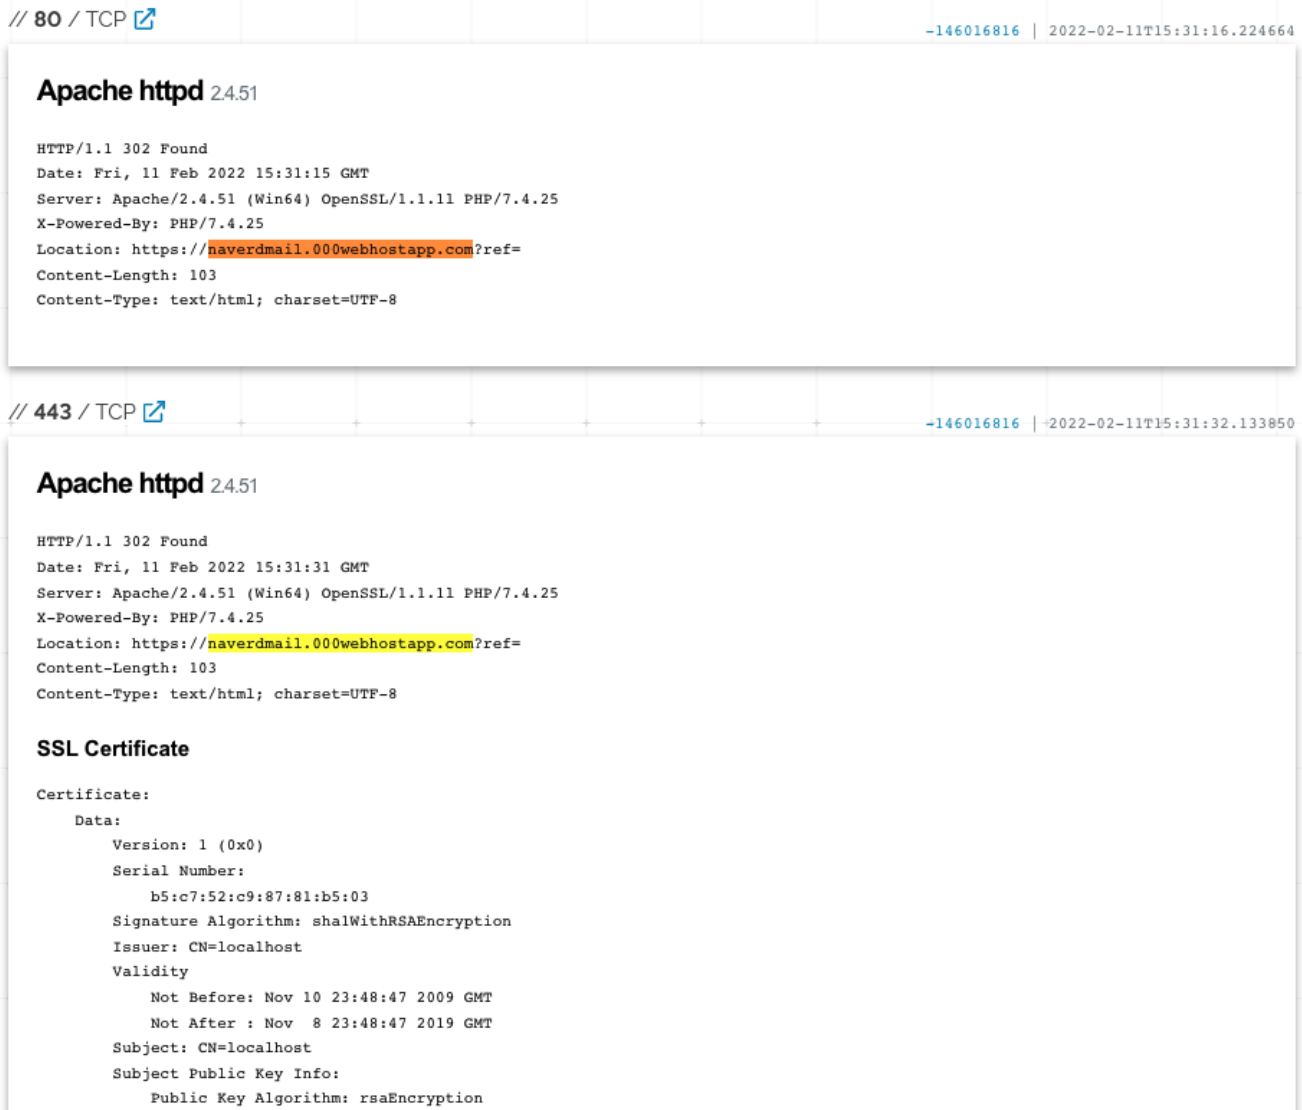 // 80 / TCP
-146016816 | 2022-02-11T15:31:16.224664
Apache httpd 2.4.51
HTTP/1.1 302 Found
Date: Fri, 11 Feb 2022 15:31:15 GMT
Server: Apache/2.4.51 (Win64) OpenSSL/1.1.1l PHP/7.4.25
X-Powered-By: PHP/7.4.25
Location: https://naverdmail.000webhostapp.com?ref=
Content-Length: 103
Content-Type: text/html; charset=UTF-8
// 443 / TCP
-146016816 | 2022-02-11T15:31:32.133850
Apache httpd 2.4.51
HTTP/1.1 302 Found
Date: Fri, 11 Feb 2022 15:31:31 GMT
Server: Apache/2.4.51 (Win64) OpenSSL/1.1.1l PHP/7.4.25
X-Powered-By: PHP/7.4.25
Location: https://naverdmail.000webhostapp.com?ref=
Content-Length: 103
Content-Type: text/html; charset=UTF-8
SSL Certificate
Certificate:
Data:
Version: 1 (0x0)
Serial Number:
b5:c7:52:c9:87:81:b5:03
Signature Algorithm: sha1WithRSAEncryption
Issuer: CN=localhost
Validity
Not Before: Nov 10 23:48:47 2009 GMT
Not After : Nov  8 23:48:47 2019 GMT
Subject: CN=localhost
Subject Public Key Info:
Public Key Algorithm: rsaEncryption